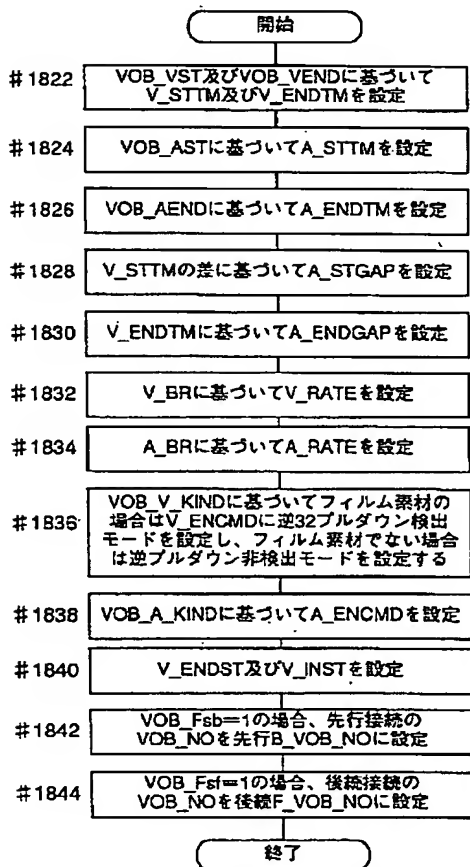 開始
#1822
VOB_VST及びVOB_VENDに基づいて
V_STTM及びV_ENDTMを設定
#1824
VOB_ASTに基づいてA_STTMを設定
#1826
VOB_AENDに基づいてA_ENDTMを設定
#1828
V_STTMの差に基づいてA_STGAPを設定
#1830
V_ENDTMに基づいてA_ENDGAPを設定
#1832
V_BRに基づいてV_RATEを設定
#1834
A_BRに基づいてA_RATEを設定
#1836
VOB_V_KINDに基づいてフィルム素材の
場合はV_ENCMDに逆32プルダウン検出
モードを設定し、フィルム素材でない場合
は逆プルダウン非検出モードを設定する
#1838
VOB_A_KINDに基づいてA_ENCMDを設定
#1840
V_ENDST及びV_INSTを設定
#1842
VOB_Fsb=1の場合、先行接続の
VOB_NOを先行B_VOB_NOに設定
#1844
VOB_Fsf=1の場合、後続接続の
VOB_NOを後続F_VOB_NOに設定
終了